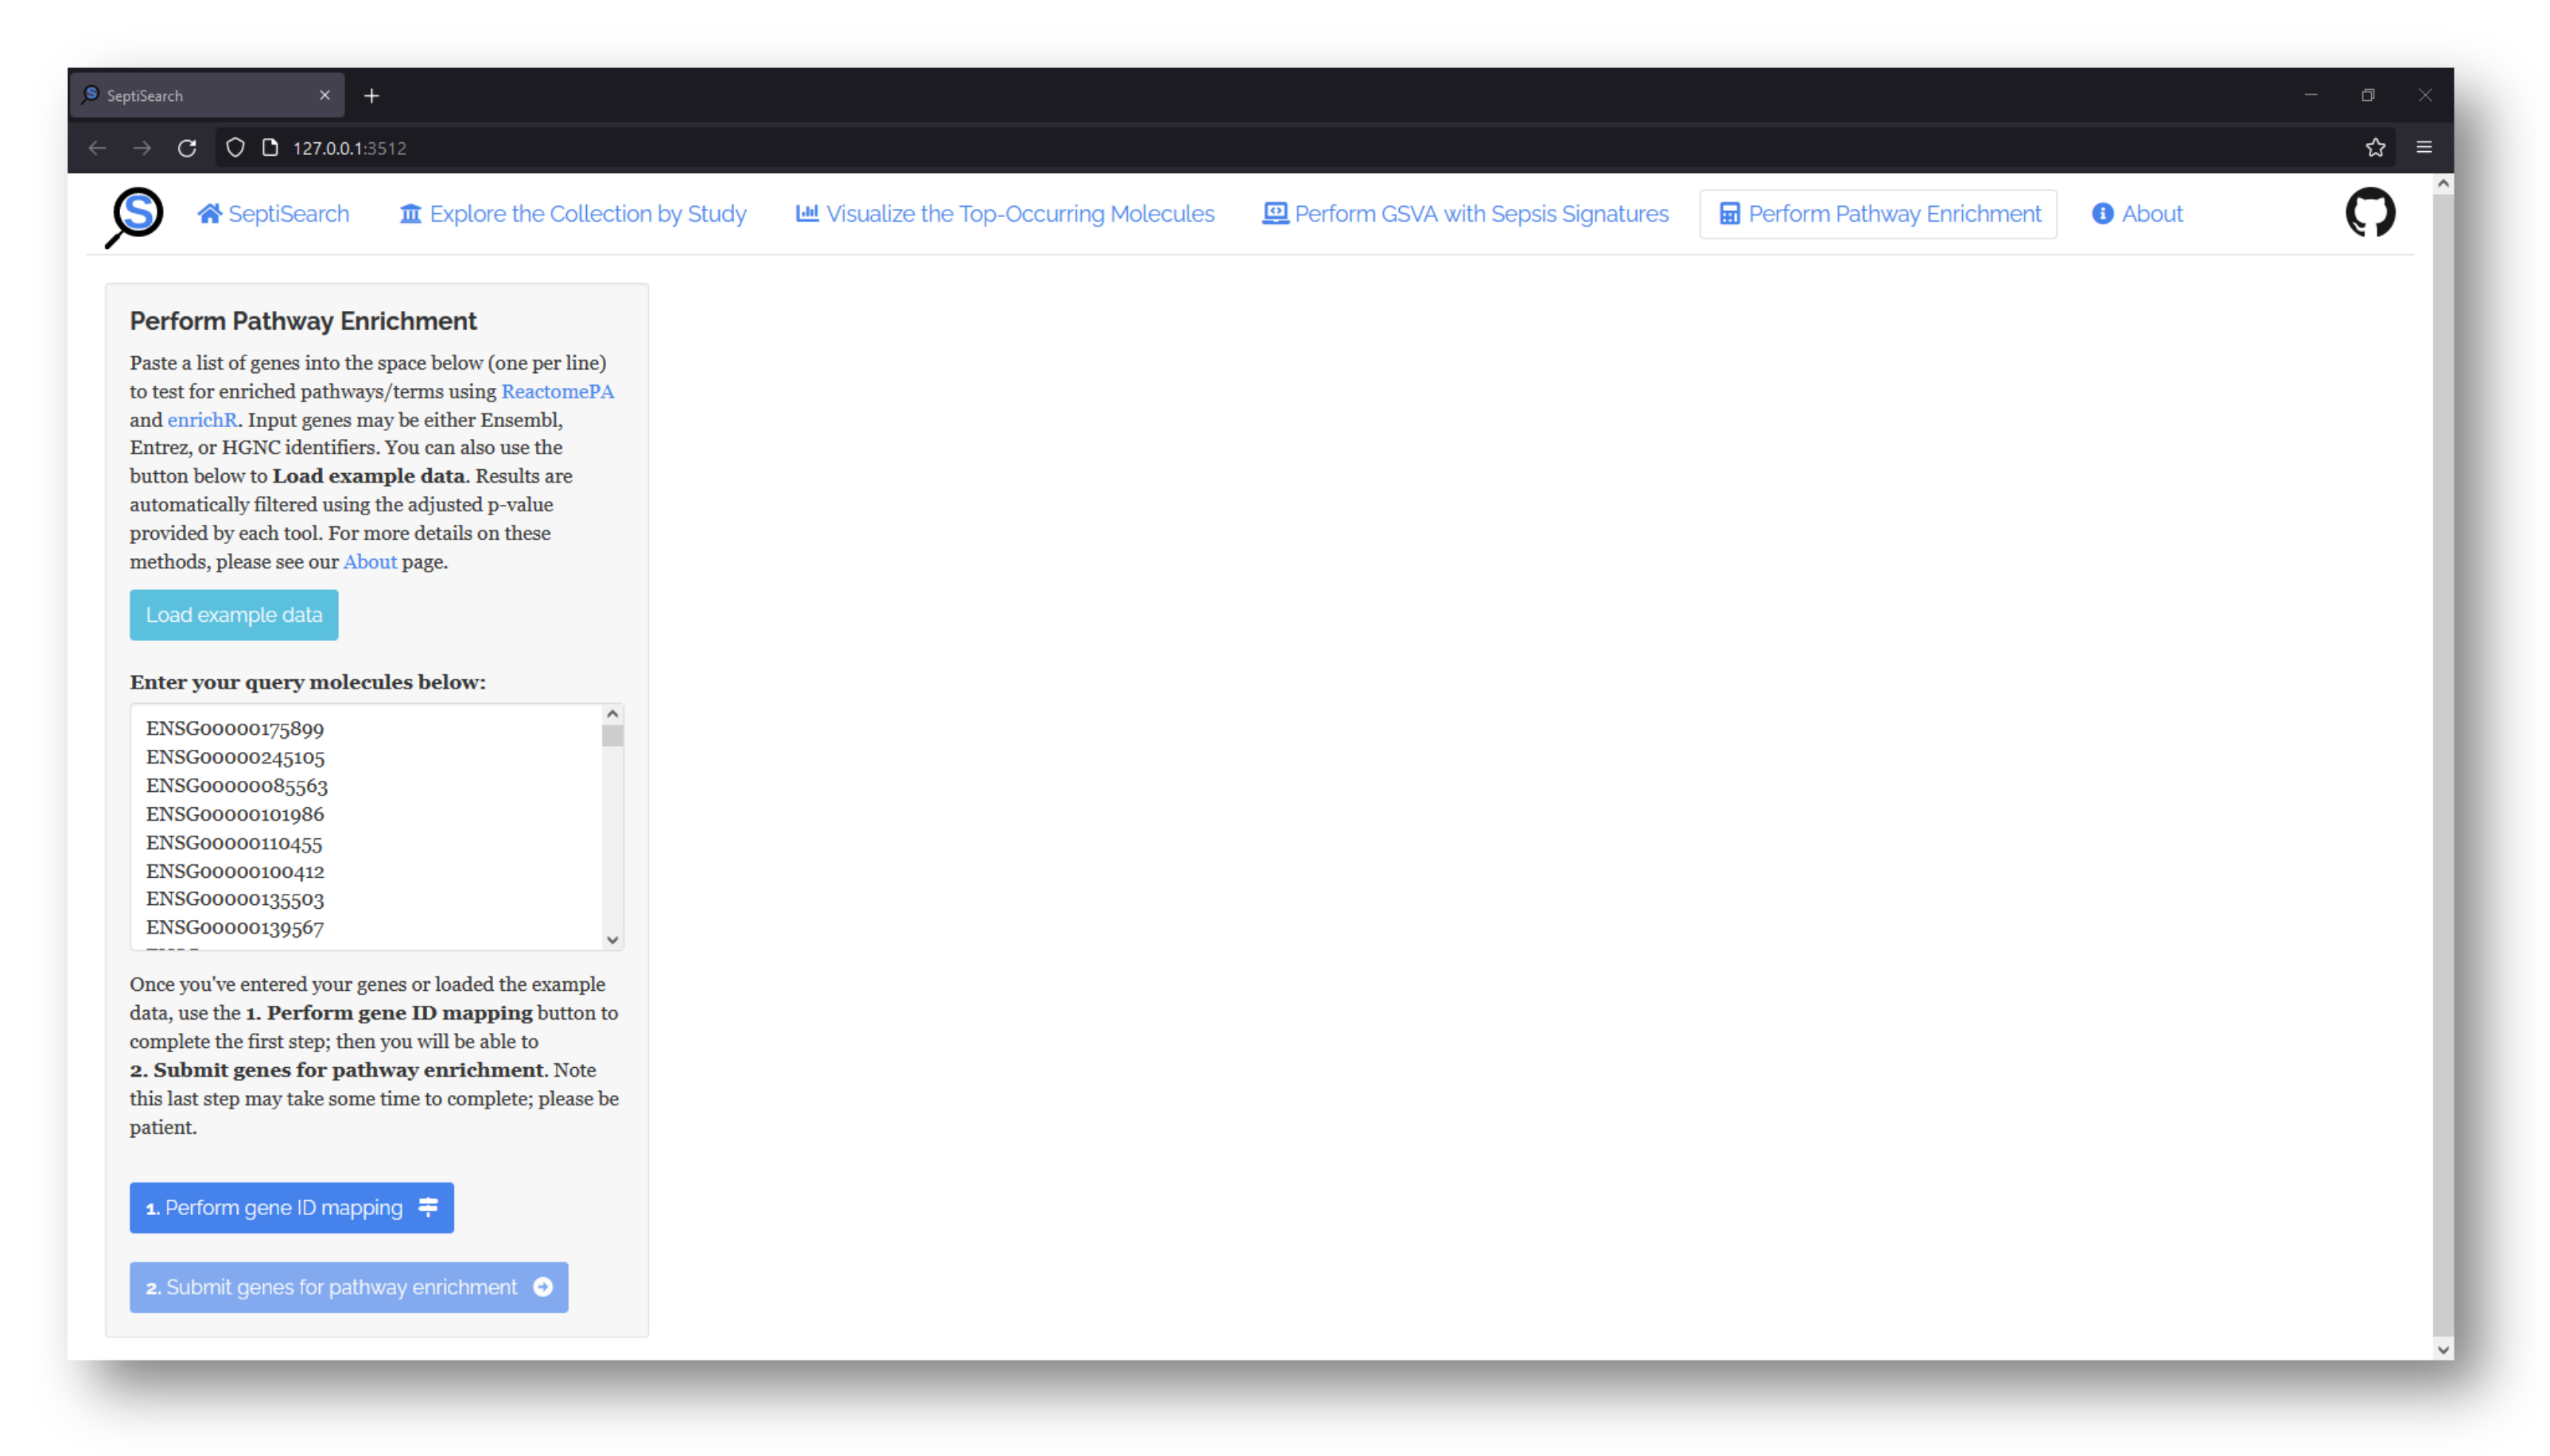 SeptiSearch
127.0.0.1:3512
S SeptiSearch Explore the Collection by Study Visualize the Top-Occurring Molecules Perform GSVA with Sepsis Signatures Perform Pathway Enrichment About
Perform Pathway Enrichment
Paste a list of genes into the space below (one per line)
to test for enriched pathways/terms using ReactomePA
and enrichR. Input genes may be either Ensembl,
Entrez, or HGNC identifiers. You can also use the
button below to Load example data. Results are
automatically filtered using the adjusted p-value
provided by each tool. For more details on these
methods, please see our About page.
Load example data
Enter your query molecules below:
ENSG00000175899
ENSG00000245105
ENSG00000085563
ENSG00000101986
ENSG00000110455
ENSG00000100412
ENSG00000135503
ENSG00000139567
Once you've entered your genes or loaded the example
data, use the 1. Perform gene ID mapping button to
complete the first step; then you will be able to
2. Submit genes for pathway enrichment. Note
this last step may take some time to complete; please be
patient.
1. Perform gene ID mapping
2. Submit genes for pathway enrichment